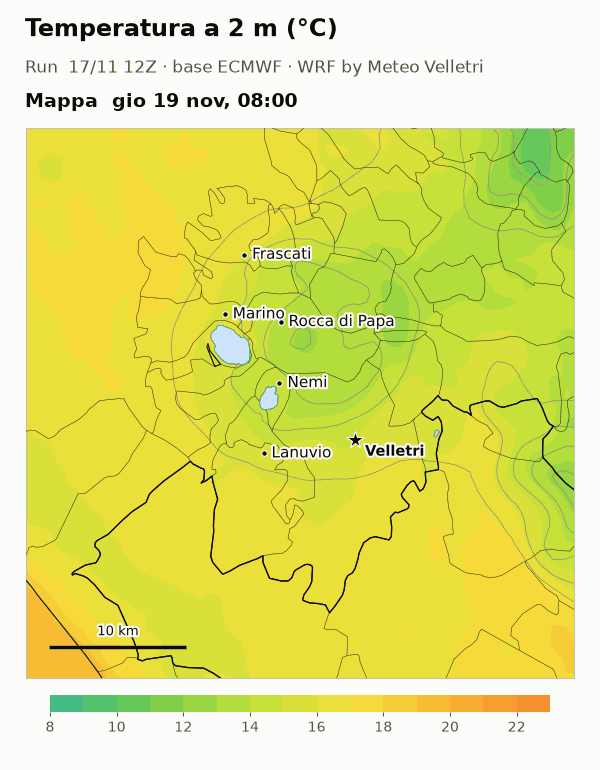 Temperatura a 2 m (°C)
Run  17/11 12Z · base ECMWF · WRF by Meteo Velletri
Mappa  gio 19 nov, 08:00
Frascati
Marino
Rocca di Papa
Nemi
Velletri
Lanuvio
10 km
8 10 12 14 16 18 20 22